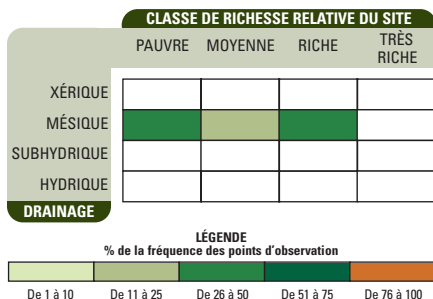 CLASSE DE RICHESSE RELATIVE DU SITE
PAUVRE MOYENNE RICHE TRÈS RICHE
XÉRIQUE
MÉSIQUE
SUBHYDRIQUE
HYDRIQUE
DRAINAGE
LÉGENDE
% de la fréquence des points d'observation
De 1 à 10 De 11 à 25 De 26 à 50 De 51 à 75 De 76 à 100